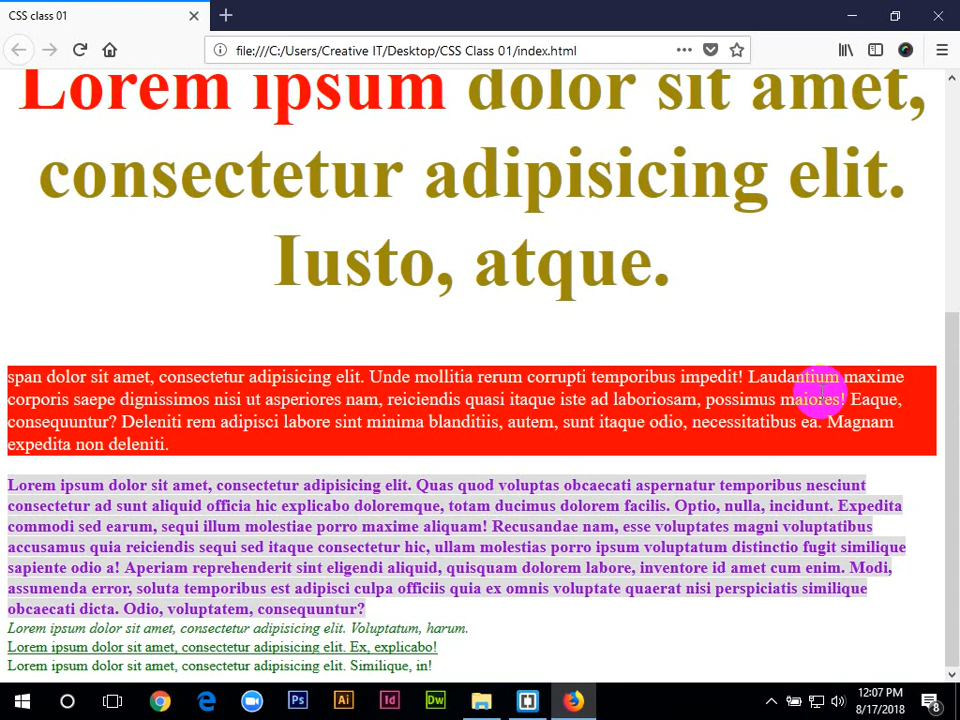 CSS class 01
file:///C:/Users/Creative IT/Desktop/CSS Class 01/index.html
Lorem ipsum dolor sit amet,
consectetur adipisicing elit.
Iusto, atque.
span dolor sit amet, consectetur adipisicing elit. Unde mollitia rerum corrupti temporibus impedit! Laudantium maxime
corporis saepe dignissimos nisi ut asperiores nam, reiciendis quasi itaque iste ad laboriosam, possimus maiores! Eaque,
consequuntur? Deleniti rem adipisci labore sint minima blanditiis, autem, sunt itaque odio, necessitatibus ea. Magnam
expedita non deleniti.
Lorem ipsum dolor sit amet, consectetur adipisicing elit. Quas quod voluptas obcaecati aspernatur temporibus nesciunt
consectetur ad sunt aliquid officia hic explicabo doloremque, totam ducimus dolorem facilis. Optio, nulla, incidunt. Expedita
commodi sed earum, sequi illum molestiae porro maxime aliquam! Recusandae nam, esse voluptates magni voluptatibus
accusamus quia reiciendis sequi sed itaque consectetur hic, ullam molestias porro ipsum voluptatum distinctio fugit similique
sapiente odio a! Aperiam reprehenderit sint eligendi aliquid, quisquam dolorem labore, inventore id amet cum enim. Modi,
assumenda error, soluta temporibus est adipisci culpa officiis quia ex omnis voluptate quaerat nisi perspiciatis similique
obcaecati dicta. Odio, voluptatem, consequuntur?
Lorem ipsum dolor sit amet, consectetur adipisicing elit. Voluptatum, harum.
Lorem ipsum dolor sit amet, consectetur adipisicing elit. Ex, explicabo!
Lorem ipsum dolor sit amet, consectetur adipisicing elit. Similique, in!
Ps
Ai
Id
Dw
12:07 PM
8/17/2018
8